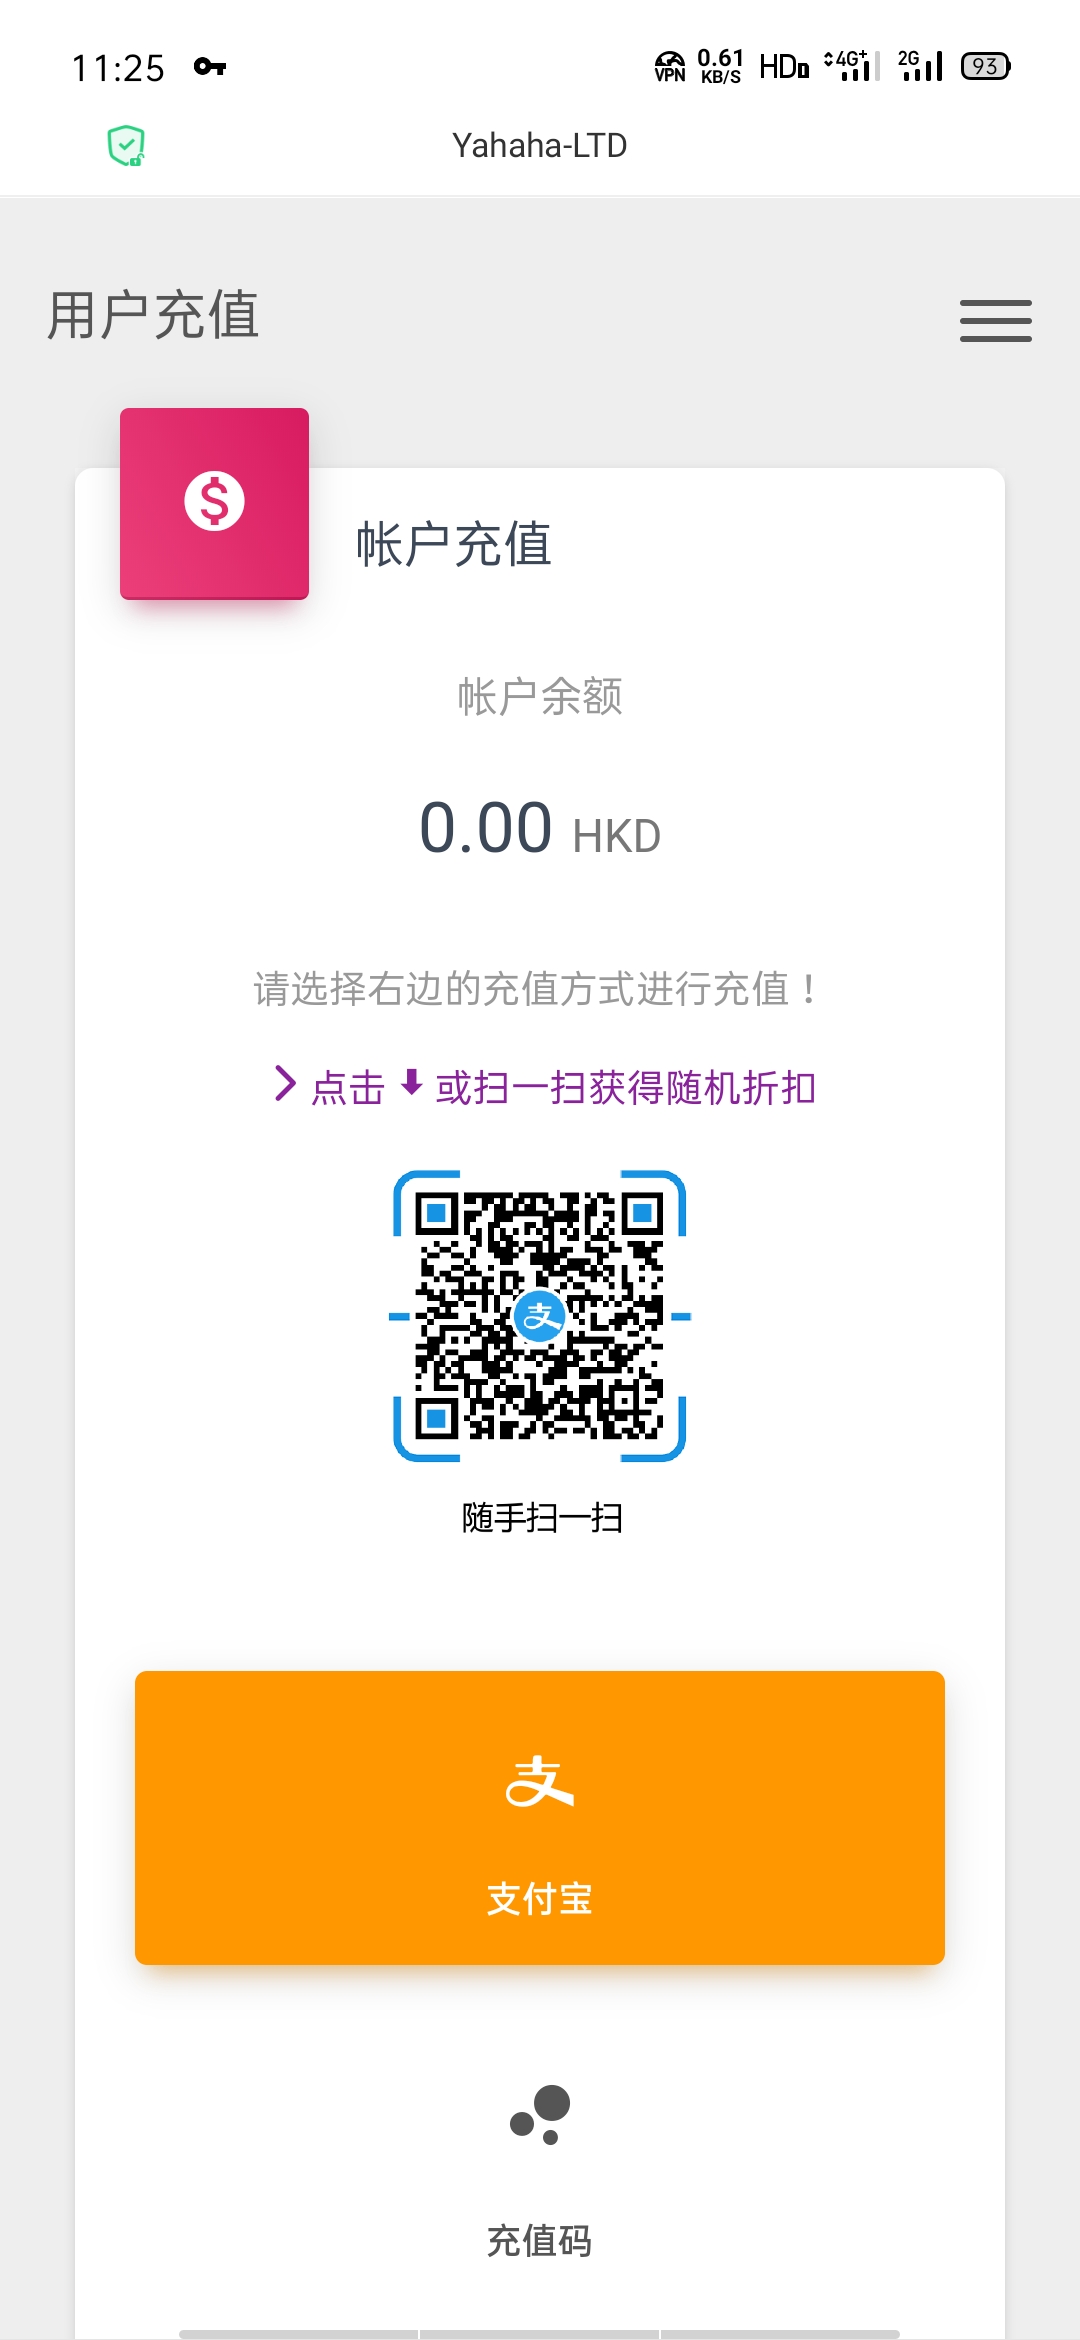 11:25
VPN 0.61 KB/S HD 4G+ 2G 93
Yahaha-LTD
用户充值
帐户充值
帐户余额
0.00 HKD
请选择右边的充值方式进行充值！
点击 或扫一扫获得随机折扣
支
随手扫一扫
支
支付宝
充值码